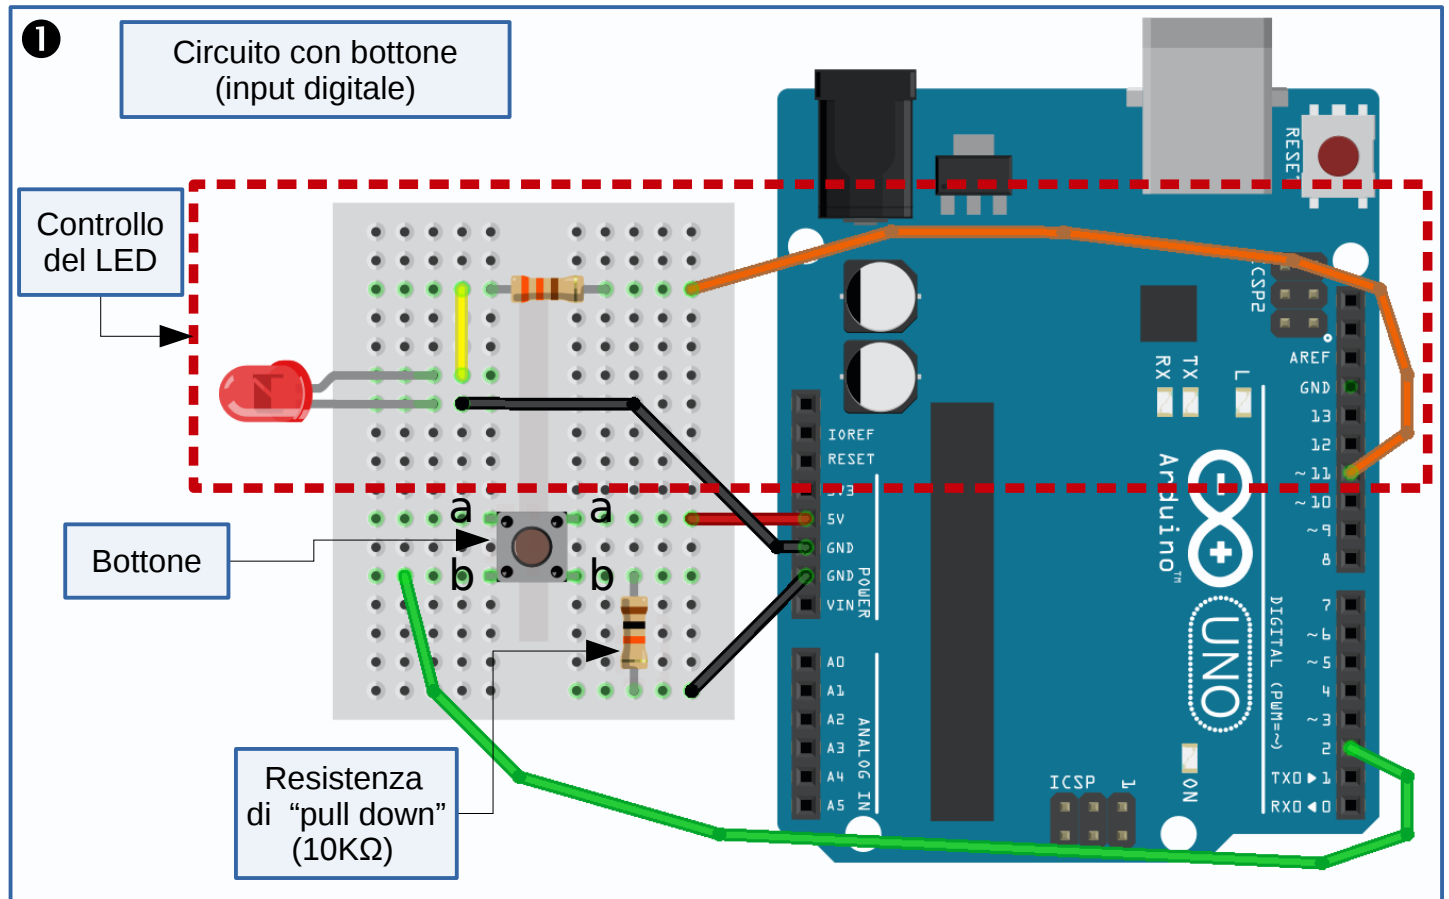 ❶
Circuito con bottone
(input digitale)
Controllo
del LED
Bottone
Resistenza
di “pull down”
(10KΩ)
a
a
b
b
RESET
ICSP2
AREF
GND
13
12
~11
~10
~9
8
7
~6
~5
4
~3
2
TX0▶1
RX0◀0
RX
TX
L
IOREF
RESET
3V3
5V
GND
GND
VIN
POWER
A0
A1
A2
A3
A4
A5
ANALOG IN
Arduino™
UNO
DIGITAL (PWM=~)
ICSP
1
ON